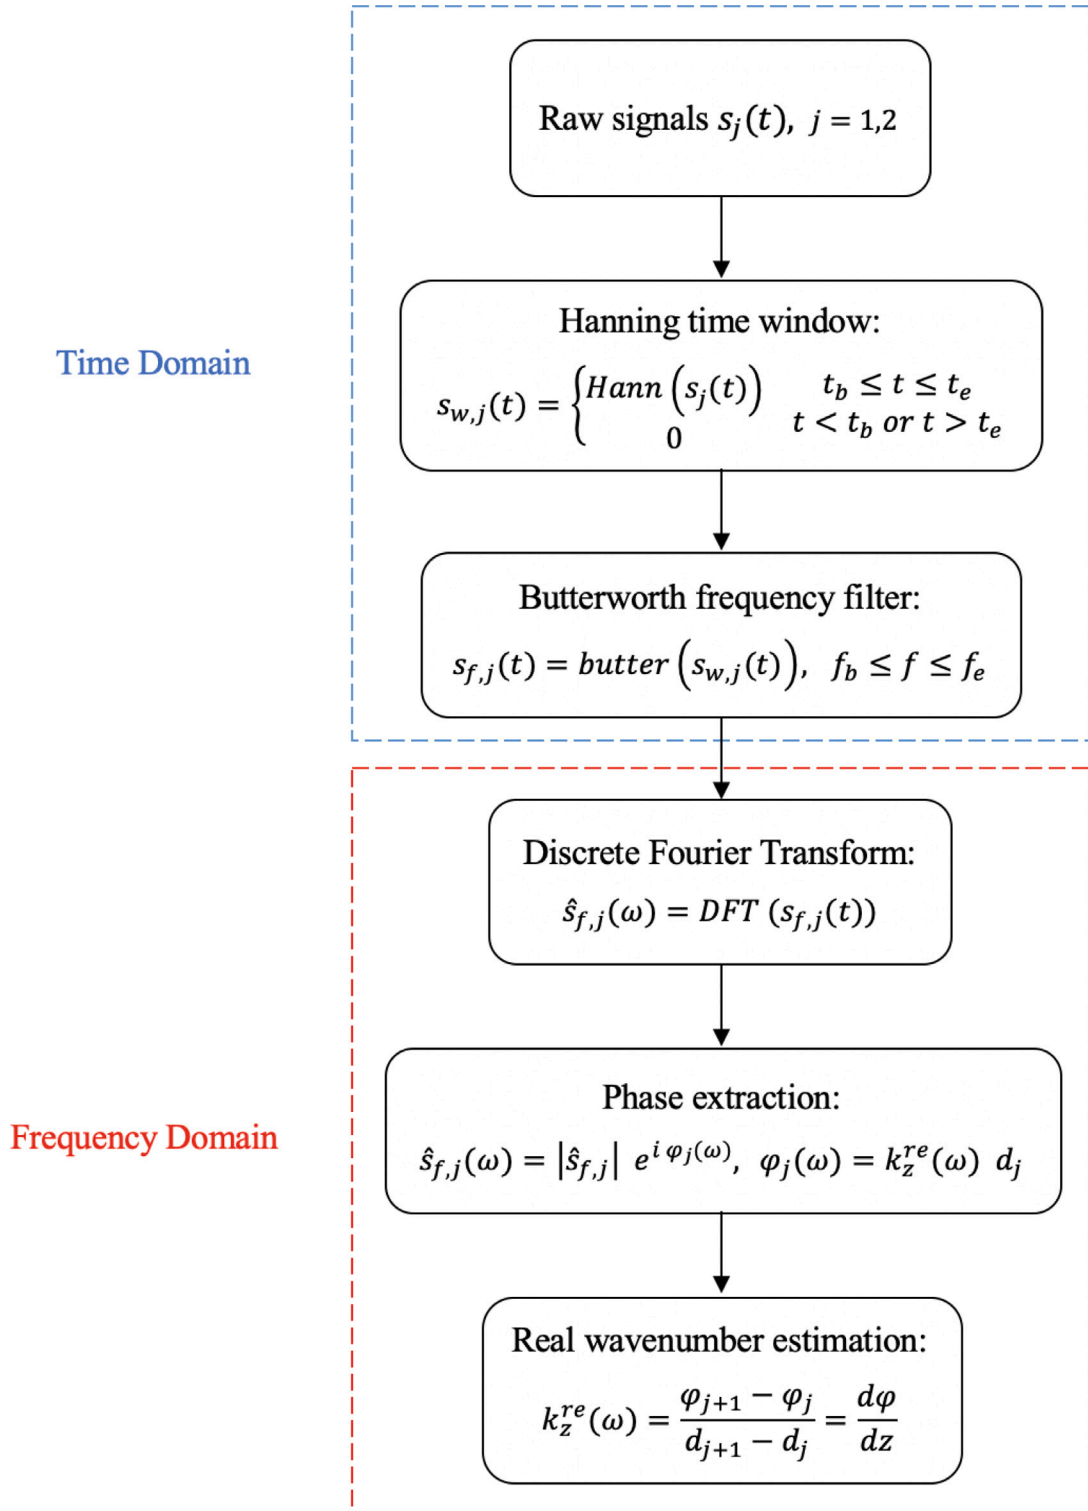 Raw signals s_j(t), j = 1,2
Time Domain
Hanning time window:
s_{w,j}(t) = { Hann (s_j(t))   t_b ≤ t ≤ t_e
0   t < t_b or t > t_e
Butterworth frequency filter:
s_{f,j}(t) = butter (s_{w,j}(t)), f_b ≤ f ≤ f_e
Discrete Fourier Transform:
ŝ_{f,j}(ω) = DFT (s_{f,j}(t))
Frequency Domain
Phase extraction:
ŝ_{f,j}(ω) = |ŝ_{f,j}| e^{i φ_j(ω)}, φ_j(ω) = k_z^{re}(ω) d_j
Real wavenumber estimation:
k_z^{re}(ω) = (φ_{j+1} − φ_j)/(d_{j+1} − d_j) = dφ/dz